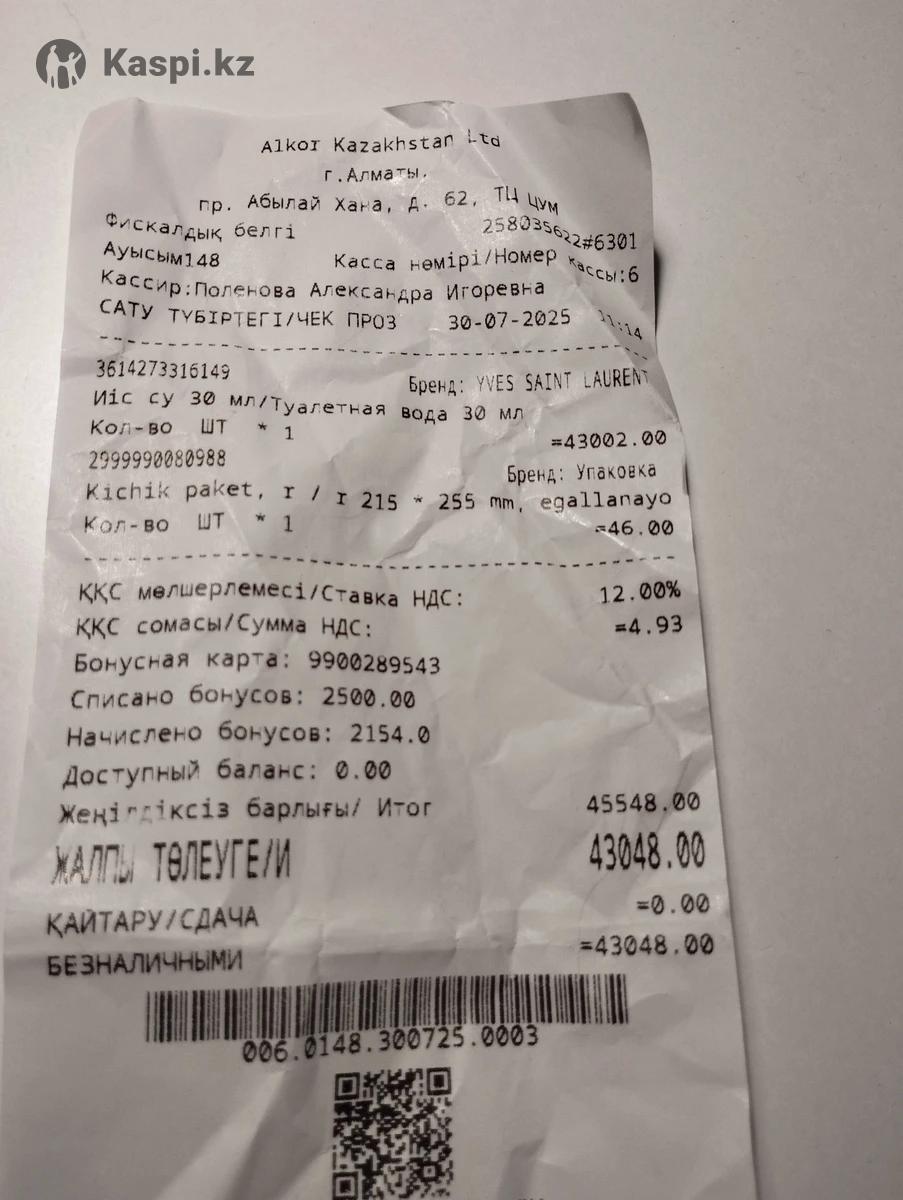 Kaspi.kz
Alkor Kazakhstan Ltd
г.Алматы,
пр. Абылай Хана, д. 62, ТЦ ЦУМ
Фискалдық белгі 258035622#6301
Ауысым148 Касса нөмірі/Номер кассы:6
Кассир:Поленова Александра Игоревна
САТУ ТҮБІРТЕГІ/ЧЕК ПРОЗ 30-07-2025 :14
3614273316149 Бренд: YVES SAINT LAURENT
Иіс су 30 мл/Туалетная вода 30 мл
Кол-во ШТ * 1 =43002.00
2999990080988 Бренд: Упаковка
Kichik paket, r / r 215 * 255 mm, egallanayo
Кол-во ШТ * 1 =46.00
ҚҚС мөлшерлемесі/Ставка НДС: 12.00%
ҚҚС сомасы/Сумма НДС: =4.93
Бонусная карта: 9900289543
Списано бонусов: 2500.00
Начислено бонусов: 2154.0
Доступный баланс: 0.00
Жеңілдіксіз барлығы/ Итог 45548.00
ЖАЛПЫ ТӨЛЕУГЕ/И 43048.00
ҚАЙТАРУ/СДАЧА =0.00
БЕЗНАЛИЧНЫМИ =43048.00
006.0148.300725.0003